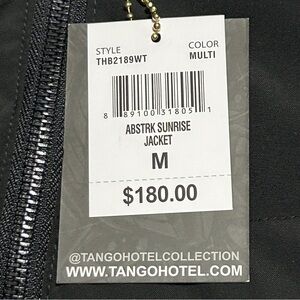 STYLE COLOR
THB2189WT MULTI
8 89100 31805 1
ABSTRK SUNRISE
JACKET
M
$180.00
@TANGOHOTELCOLLECTION
WWW.TANGOHOTEL.COM